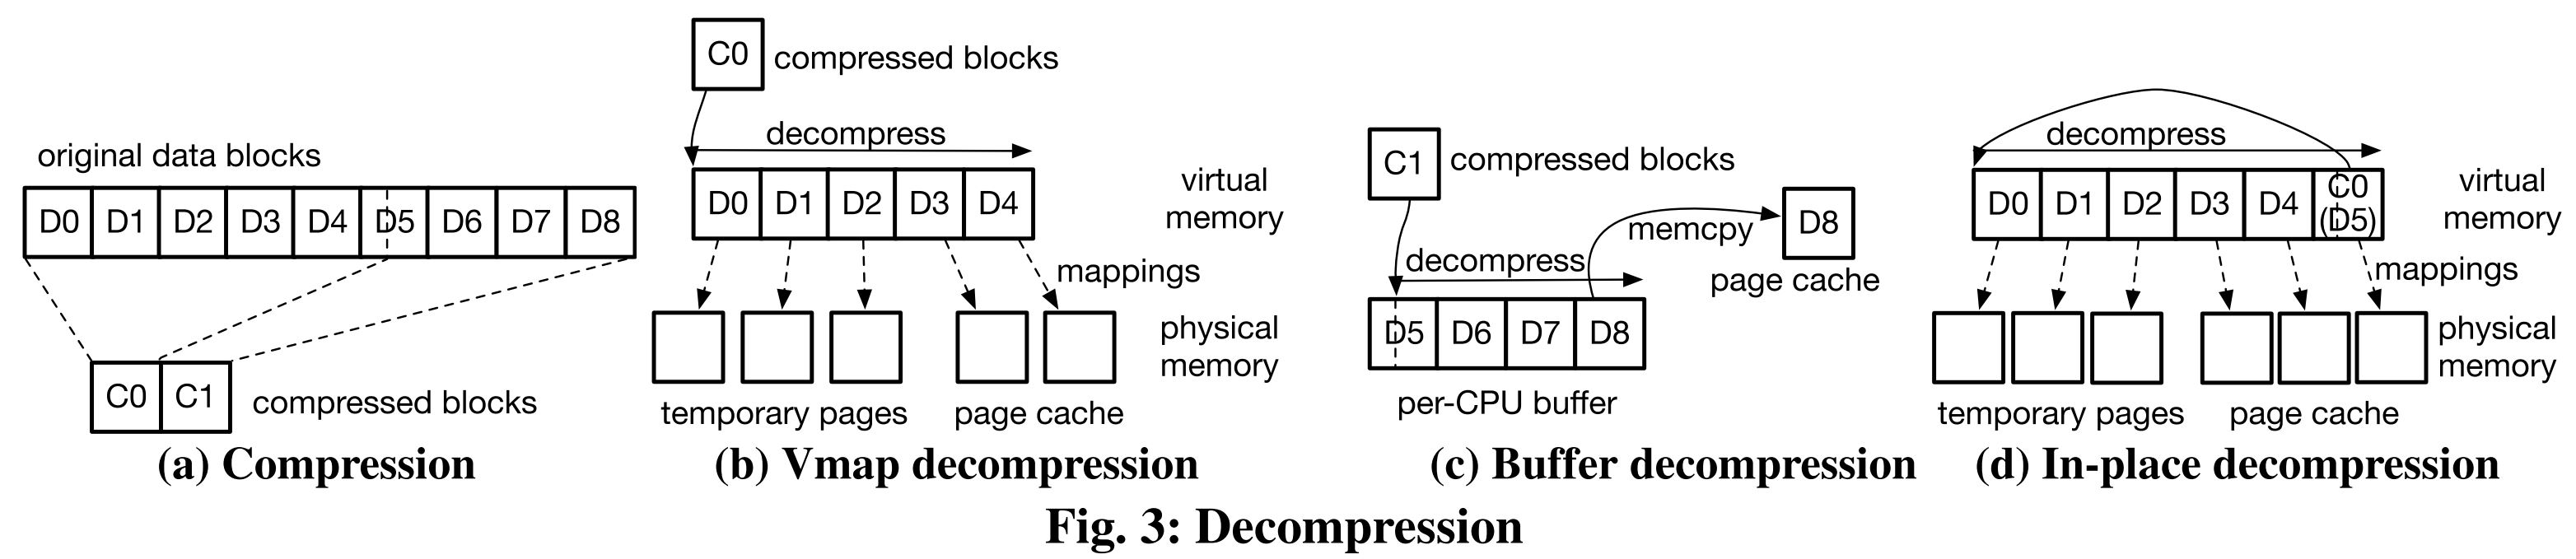 original data blocks
D0 D1 D2 D3 D4 D5 D6 D7 D8
C0 C1
compressed blocks
(a) Compression
C0
compressed blocks
decompress
D0 D1 D2 D3 D4
virtual
memory
mappings
physical
memory
temporary pages
page cache
(b) Vmap decompression
C1
compressed blocks
decompress
memcpy
D8
page cache
D5 D6 D7 D8
per-CPU buffer
(c) Buffer decompression
decompress
D0 D1 D2 D3 D4 C0
(D5)
virtual
memory
mappings
physical
memory
temporary pages
page cache
(d) In-place decompression
Fig. 3: Decompression